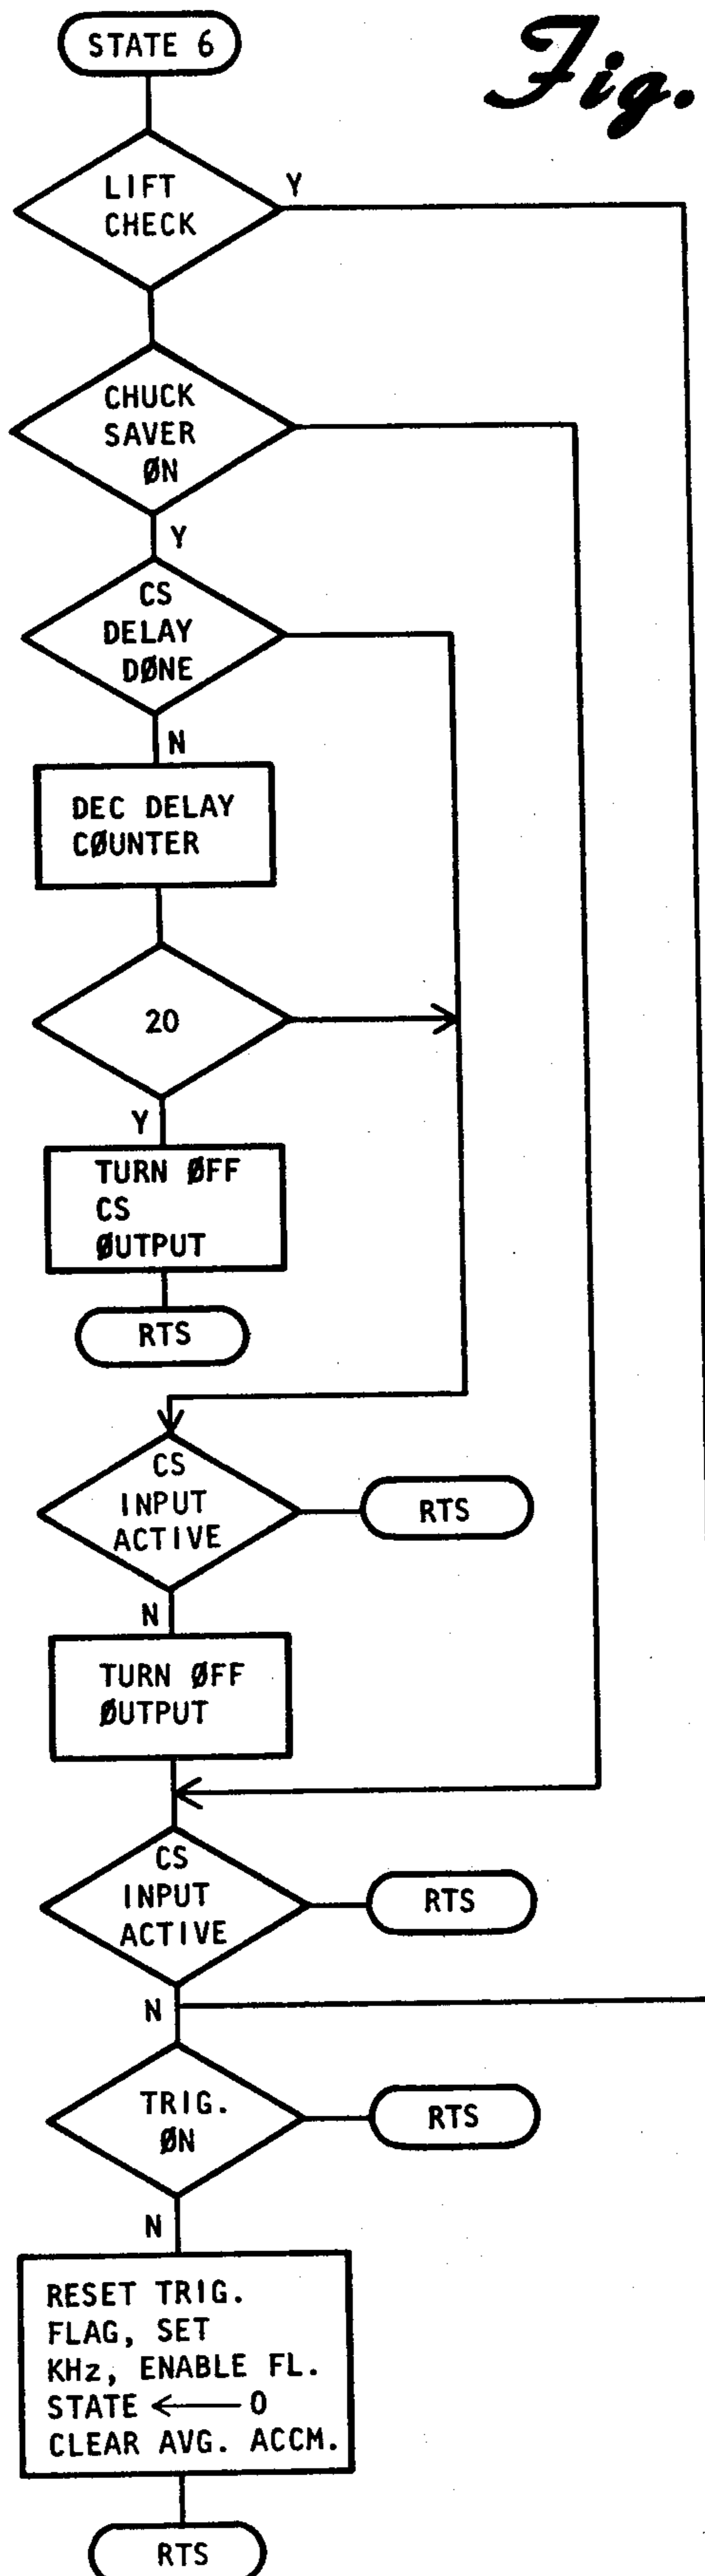 STATE 6
Fig.
LIFT
CHECK
Y
CHUCK
SAVER
ØN
Y
CS
DELAY
DØNE
N
DEC DELAY
CØUNTER
20
Y
TURN ØFF
CS
ØUTPUT
RTS
CS
INPUT
ACTIVE
RTS
N
TURN ØFF
ØUTPUT
CS
INPUT
ACTIVE
RTS
N
TRIG.
ØN
RTS
N
RESET TRIG.
FLAG, SET
KHz, ENABLE FL.
STATE ← 0
CLEAR AVG. ACCM.
RTS